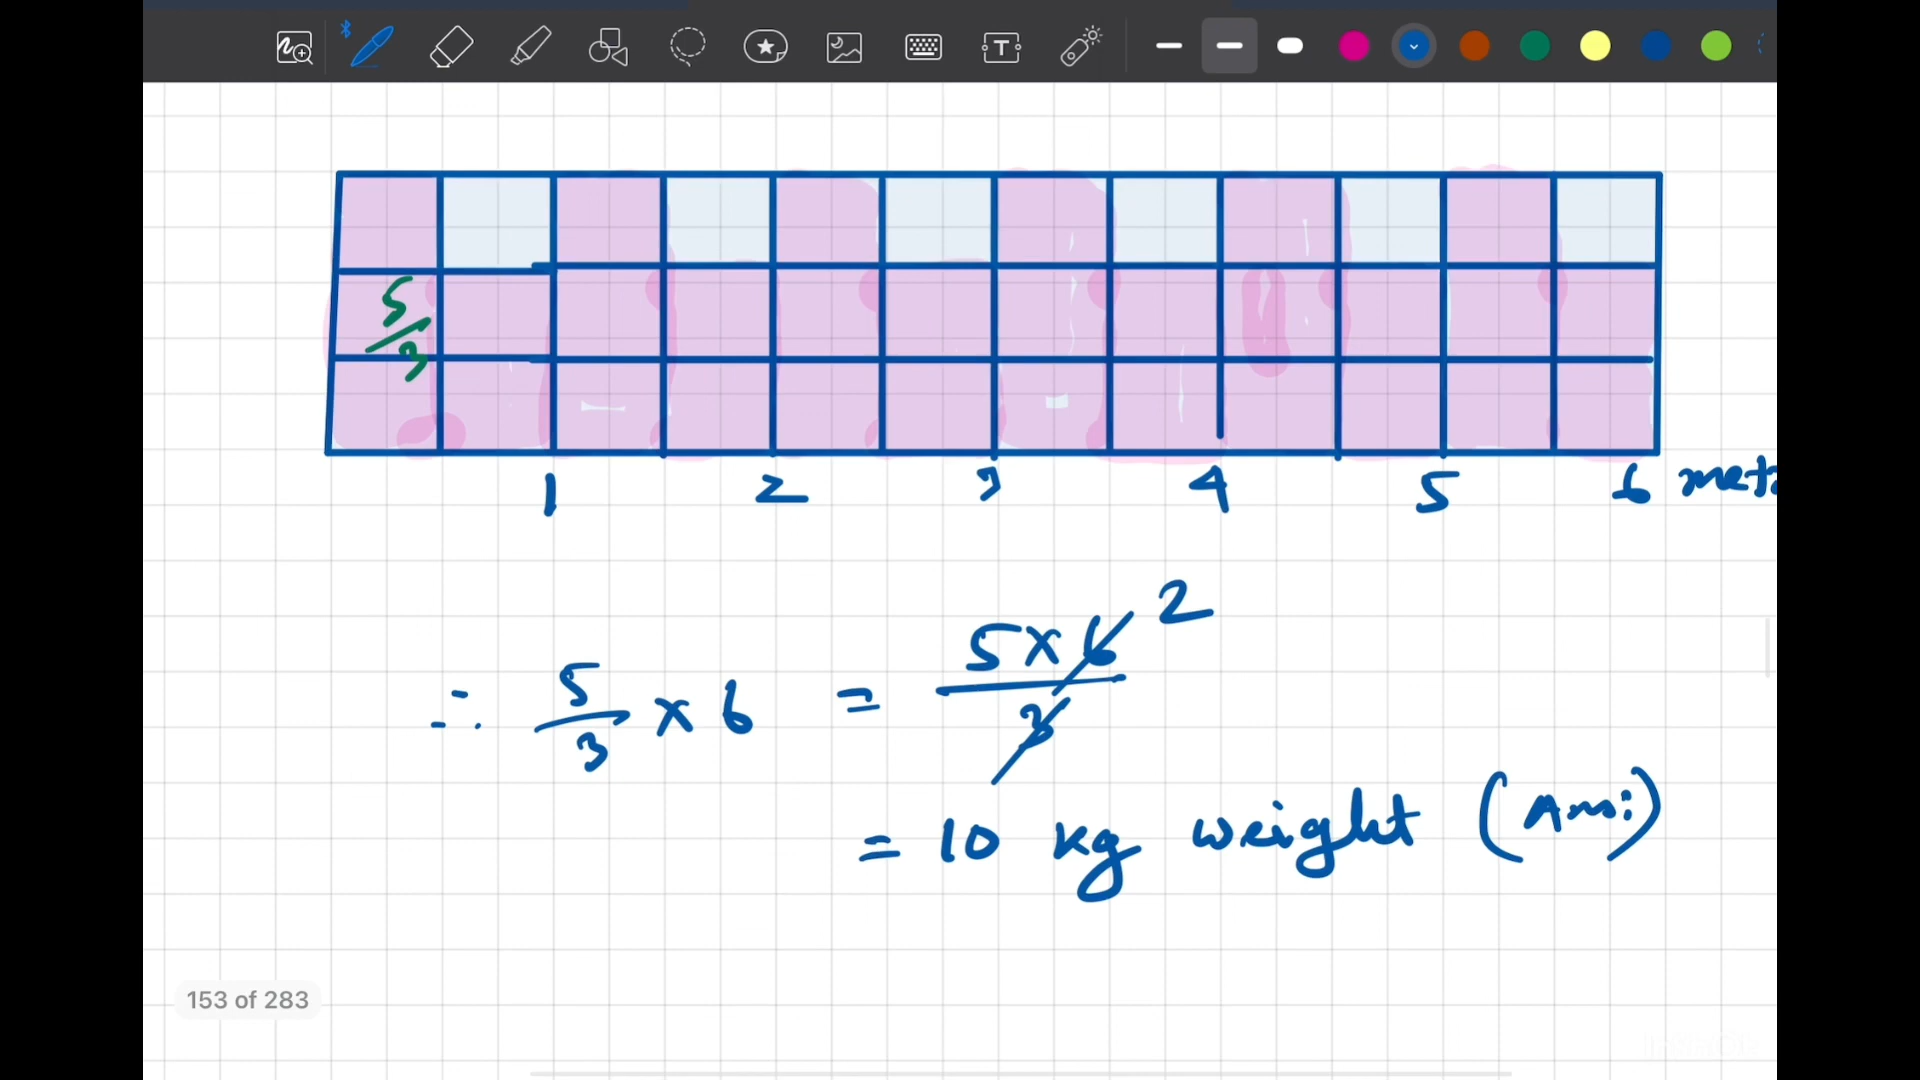 5/3
1 2 3 4 5 6
∴ 5/3 × 6 = 5×6/3 2
= 10 kg weight (Ans:)
153 of 283